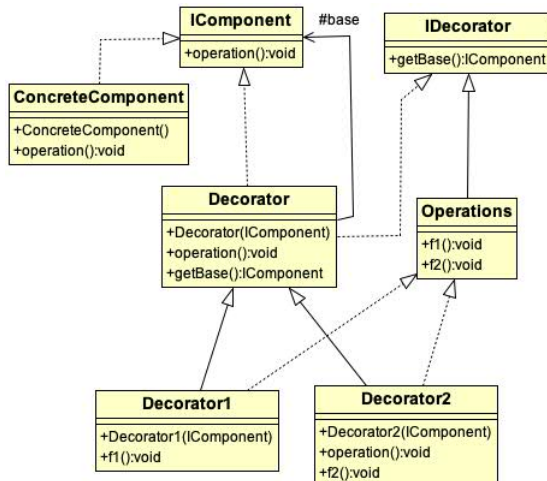 IComponent
+operation():void
#base
IDecorator
+getBase():IComponent
ConcreteComponent
+ConcreteComponent()
+operation():void
Decorator
+Decorator(IComponent)
+operation():void
+getBase():IComponent
Operations
+f1():void
+f2():void
Decorator1
+Decorator1(IComponent)
+f1():void
Decorator2
+Decorator2(IComponent)
+operation():void
+f2():void